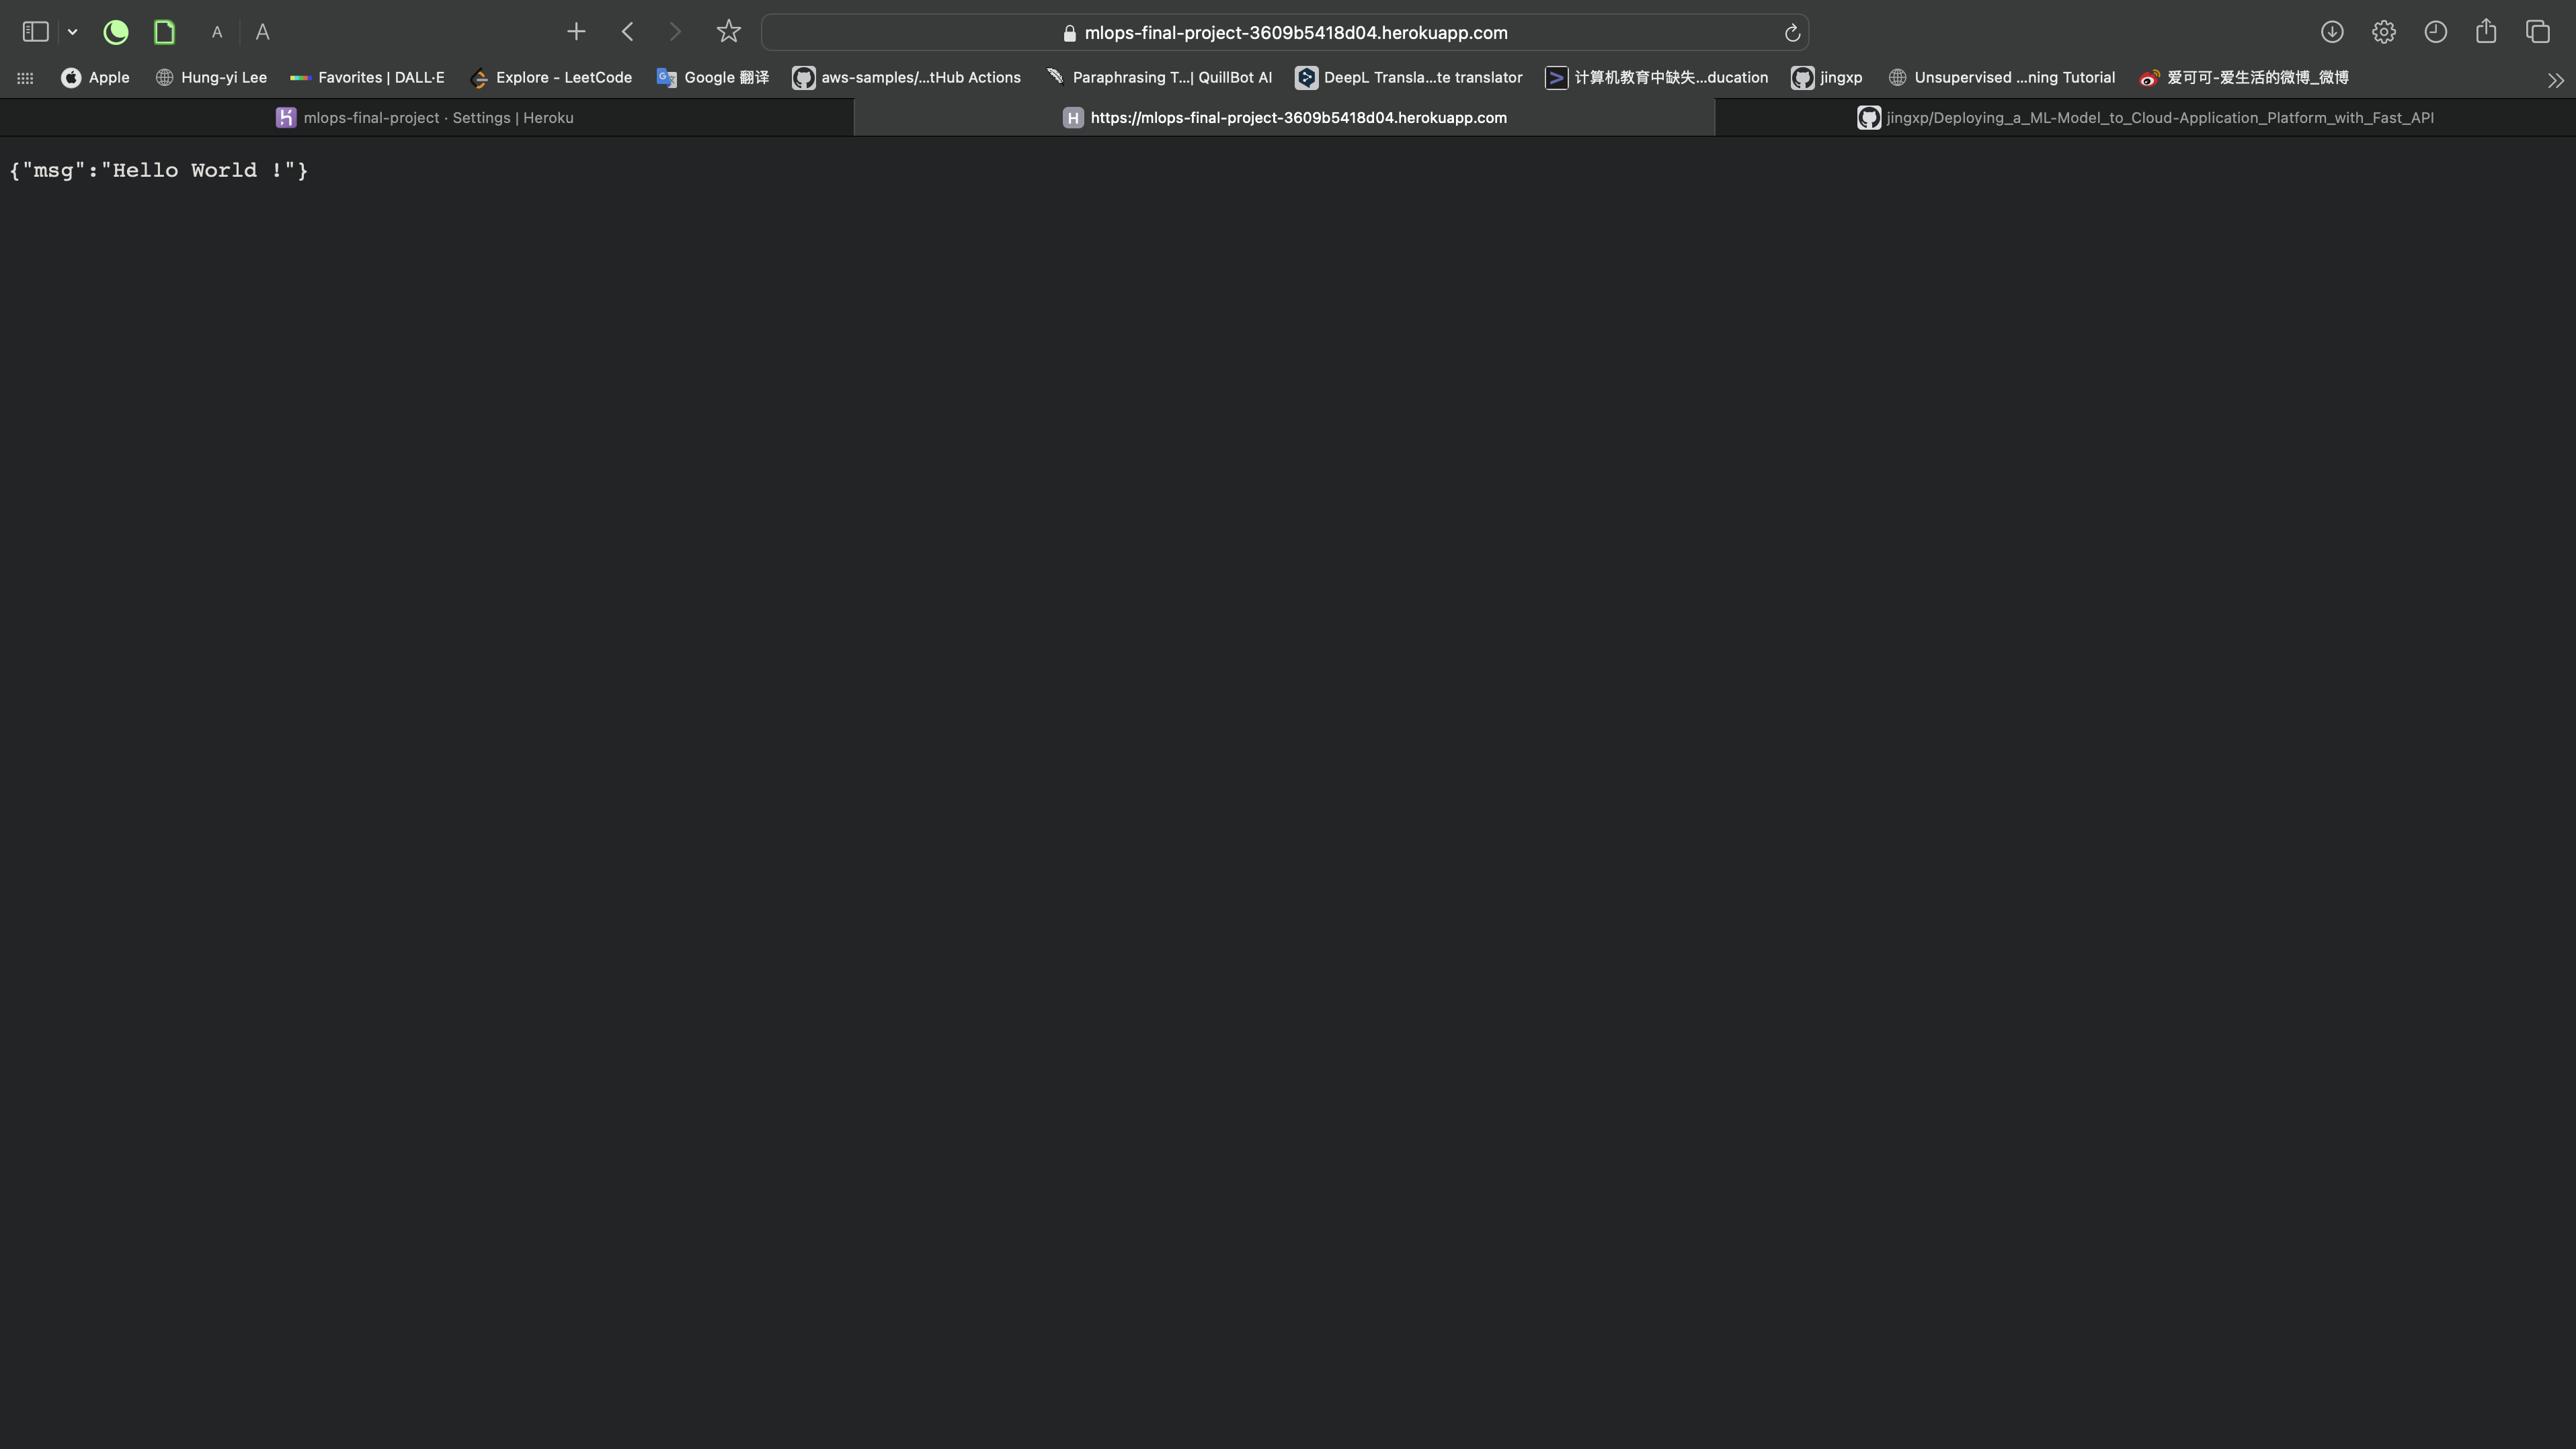 A A
mlops-final-project-3609b5418d04.herokuapp.com
Apple Hung-yi Lee Favorites | DALL·E Explore - LeetCode Google 翻译 aws-samples/...tHub Actions Paraphrasing T...| QuillBot AI DeepL Transla...te translator 计算机教育中缺失...ducation jingxp Unsupervised ...ning Tutorial 爱可可-爱生活的微博_微博
mlops-final-project · Settings | Heroku H https://mlops-final-project-3609b5418d04.herokuapp.com jingxp/Deploying_a_ML-Model_to_Cloud-Application_Platform_with_Fast_API
{"msg":"Hello World !"}